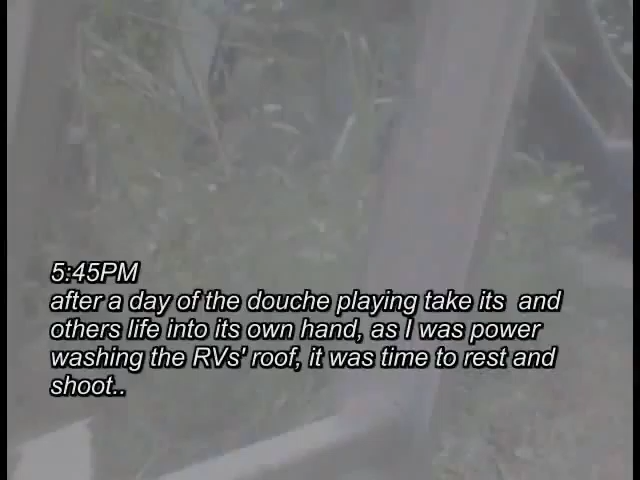 5:45PM
after a day of the douche playing take its  and
others life into its own hand, as I was power
washing the RVs' roof, it was time to rest and
shoot..